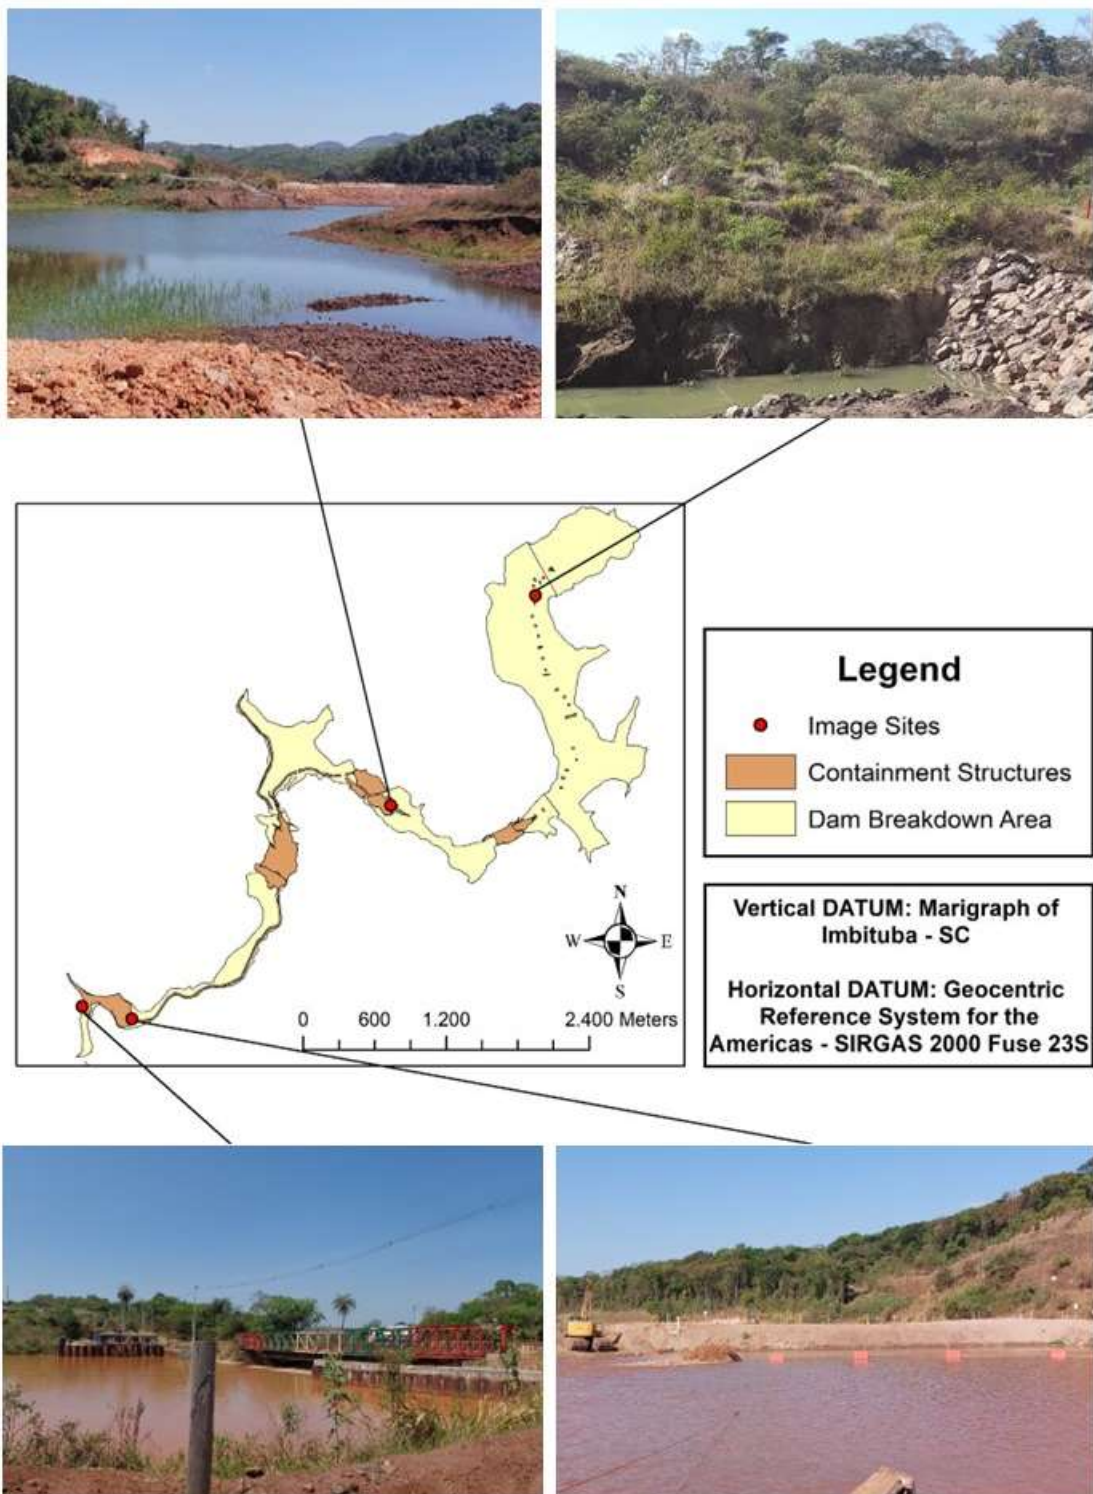 Legend
Image Sites
Containment Structures
Dam Breakdown Area
Vertical DATUM: Marigraph of
Imbituba - SC
Horizontal DATUM: Geocentric
Reference System for the
Americas - SIRGAS 2000 Fuse 23S
N
W E
S
0 600 1.200 2.400 Meters